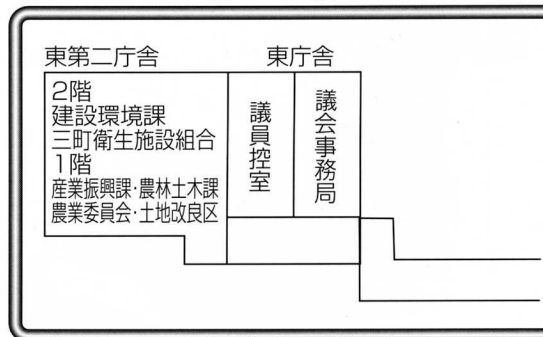 東第二庁舎
2階
建設環境課
三町衛生施設組合
1階
産業振興課・農林土木課
農業委員会・土地改良区
東庁舎
議員控室
議会事務局